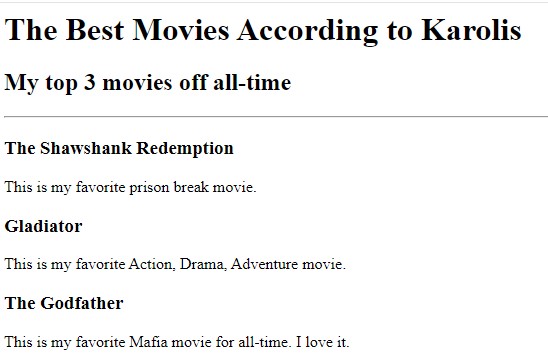 The Best Movies According to Karolis
My top 3 movies off all-time
The Shawshank Redemption
This is my favorite prison break movie.
Gladiator
This is my favorite Action, Drama, Adventure movie.
The Godfather
This is my favorite Mafia movie for all-time. I love it.